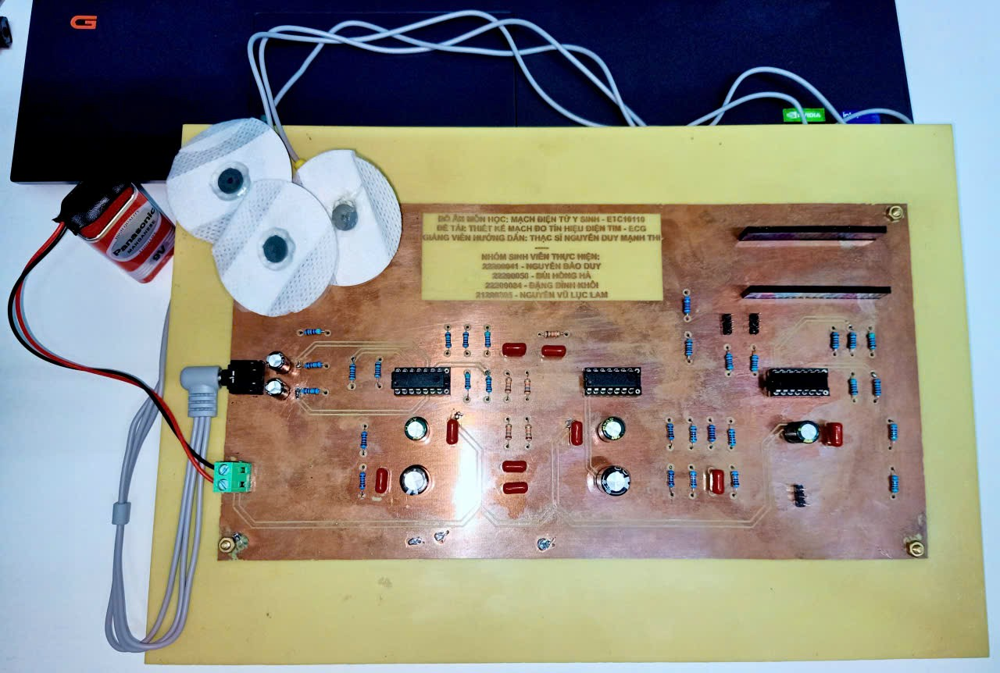 G
NVIDIA
Panasonic
MANGANESE
9V
ĐỒ ÁN MÔN HỌC: MẠCH ĐIỆN TỬ Y SINH - ETC10110
ĐỀ TÀI: THIẾT KẾ MẠCH ĐO TÍN HIỆU ĐIỆN TIM - ECG
GIẢNG VIÊN HƯỚNG DẪN: THẠC SĨ NGUYỄN DUY MẠNH THI
NHÓM SINH VIÊN THỰC HIỆN:
22200041 - NGUYỄN BẢO DUY
22200050 - BÙI HỒNG HÀ
22200084 - ĐẶNG ĐÌNH KHÔI
NGUYỄN VŨ LỤC LAM